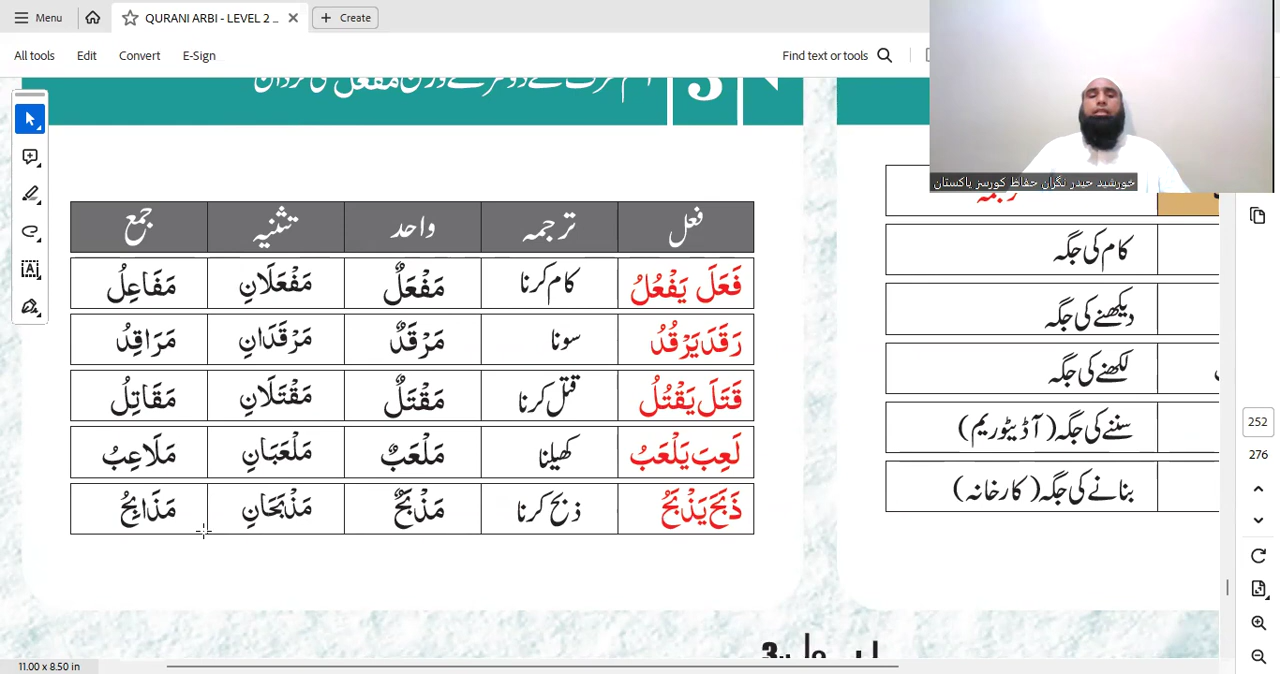 Menu
QURANI ARBI - LEVEL 2 ...
Create
All tools
Edit
Convert
E-Sign
Find text or tools
3
خورشید حیدر نگران حفاظ کورسز پاکستان
فعل ترجمہ واحد تثنیہ جمع
فَعَلَ يَفْعُلُ کام کرنا مَفْعَلٌ مَفْعَلَانِ مَفَاعِلُ
رَقَدَ يَرْقُدُ سونا مَرْقَدٌ مَرْقَدَانِ مَرَاقِدُ
قَتَلَ يَقْتُلُ قتل کرنا مَقْتَلٌ مَقْتَلَانِ مَقَاتِلُ
لَعِبَ يَلْعَبُ کھیلنا مَلْعَبٌ مَلْعَبَانِ مَلَاعِبُ
ذَبَحَ يَذْبَحُ ذبح کرنا مَذْبَحٌ مَذْبَحَانِ مَذَابِحُ
ترجمہ
کام کی جگہ
دیکھنے کی جگہ
لکھنے کی جگہ
سننے کی جگہ (آڈیٹوریم)
بنانے کی جگہ (کارخانہ)
252
276
11.00 x 8.50 in